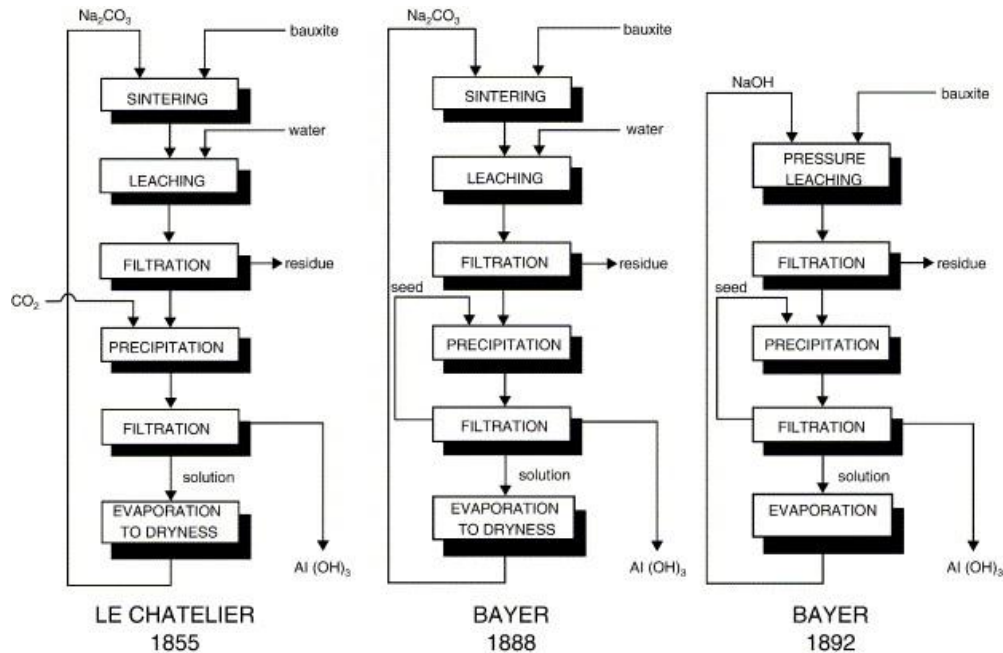 Na₂CO₃
bauxite
SINTERING
water
LEACHING
FILTRATION
residue
CO₂
PRECIPITATION
FILTRATION
solution
EVAPORATION
TO DRYNESS
Al (OH)₃
LE CHATELIER
1855
Na₂CO₃
bauxite
SINTERING
water
LEACHING
FILTRATION
residue
seed
PRECIPITATION
FILTRATION
solution
EVAPORATION
TO DRYNESS
Al (OH)₃
BAYER
1888
NaOH
bauxite
PRESSURE
LEACHING
FILTRATION
residue
seed
PRECIPITATION
FILTRATION
solution
EVAPORATION
Al (OH)₃
BAYER
1892